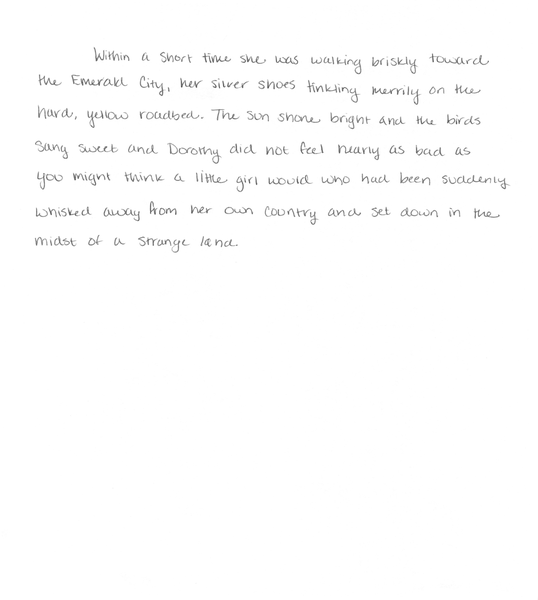 Within a short time she was walking briskly toward
the Emerald City, her silver shoes tinkling merrily on the
hard, yellow roadbed. The sun shone bright and the birds
sang sweet and Dorothy did not feel nearly as bad as
you might think a little girl would who had been suddenly
whisked away from her own country and set down in the
midst of a strange land.